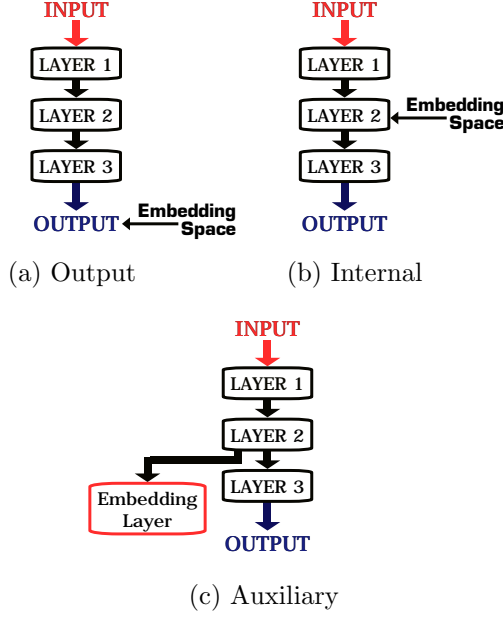 INPUT
LAYER 1
LAYER 2
LAYER 3
OUTPUT
Embedding
Space
(a) Output
INPUT
LAYER 1
LAYER 2
Embedding
Space
LAYER 3
OUTPUT
(b) Internal
INPUT
LAYER 1
LAYER 2
Embedding
Layer
LAYER 3
OUTPUT
(c) Auxiliary